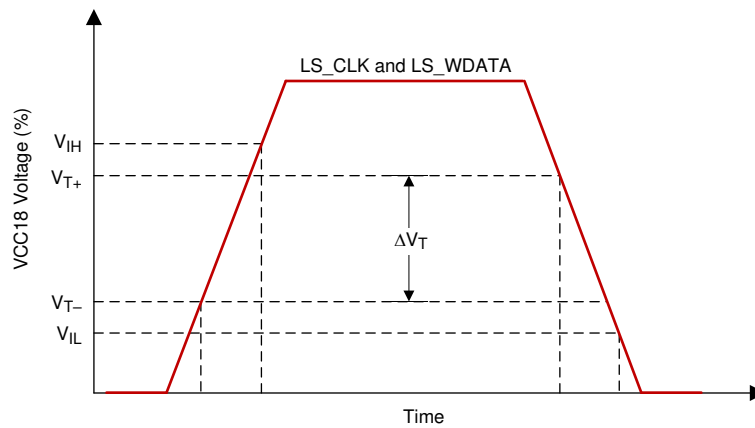 LS_CLK and LS_WDATA
VCC18 Voltage (%)
VIH
VT+
ΔVT
VT–
VIL
Time